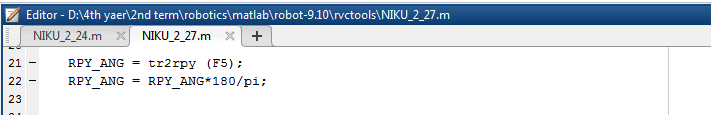 Editor - D:\4th yaer\2nd term\robotics\matlab\robot-9.10\rvctools\NIKU_2_27.m
NIKU_2_24.m × NIKU_2_27.m × +
21 - RPY_ANG = tr2rpy (F5);
22 - RPY_ANG = RPY_ANG*180/pi;
23